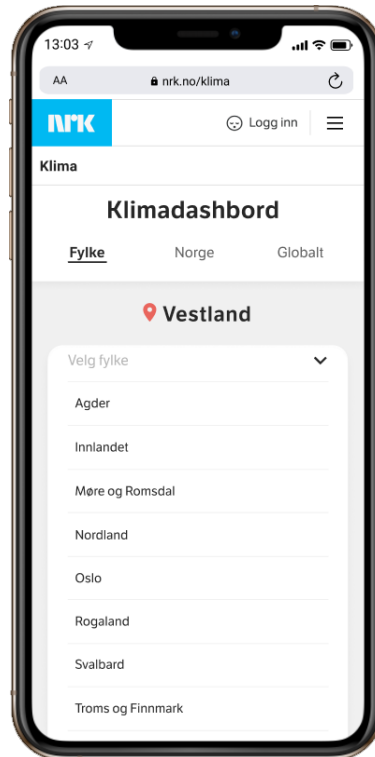 13:03
AA nrk.no/klima
NRK Logg inn
Klima
Klimadashbord
Fylke Norge Globalt
Vestland
Velg fylke
Agder
Innlandet
Møre og Romsdal
Nordland
Oslo
Rogaland
Svalbard
Troms og Finnmark